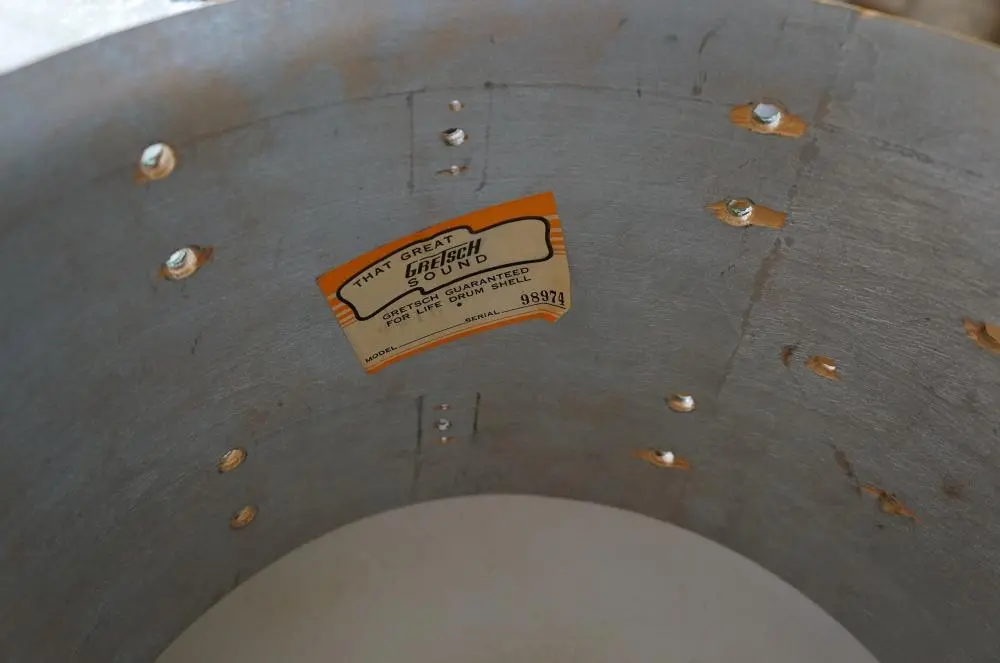 THAT GREAT
GRETSCH
SOUND
GRETSCH GUARANTEED
FOR LIFE DRUM SHELL
MODEL SERIAL 98974